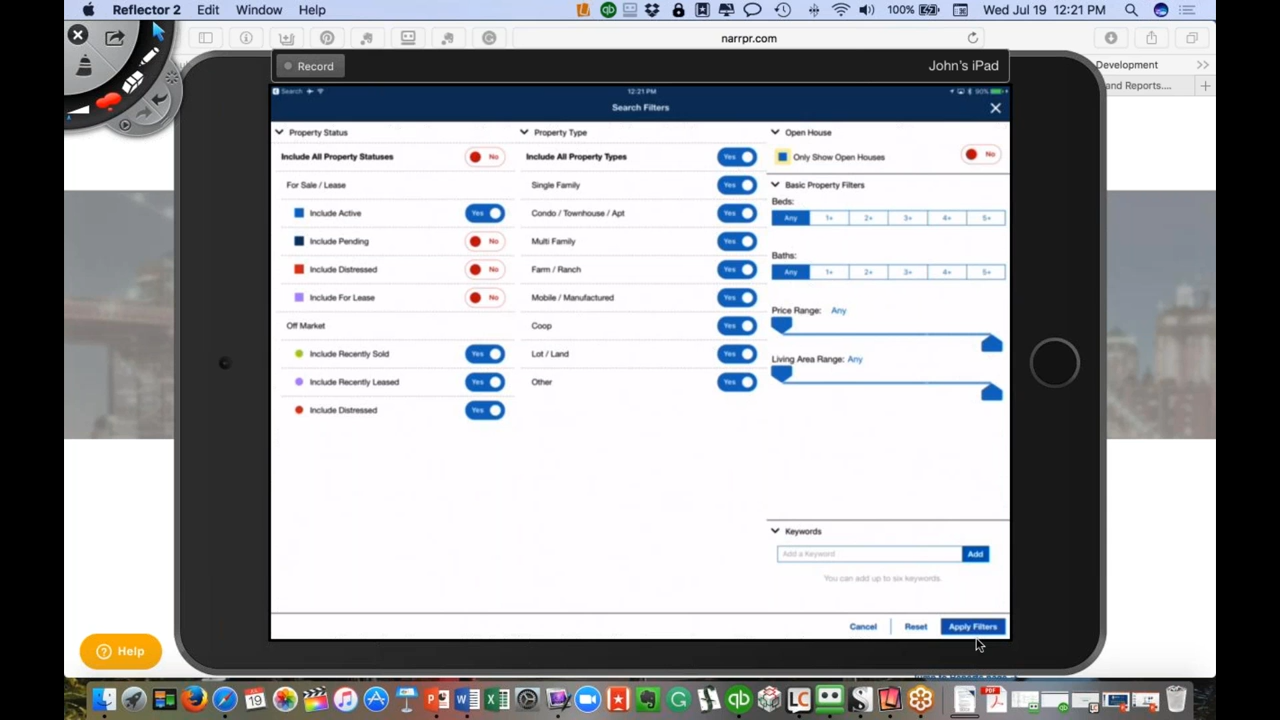 Reflector 2 Edit Window Help 100% Wed Jul 19 12:21 PM
narrpr.com
Record
John's iPad
Development
and Reports....
Search 12:21 PM 90%
Search Filters
Property Status
Include All Property Statuses No
For Sale / Lease
Include Active Yes
Include Pending No
Include Distressed No
Include For Lease No
Off Market
Include Recently Sold Yes
Include Recently Leased Yes
Include Distressed Yes
Property Type
Include All Property Types Yes
Single Family Yes
Condo / Townhouse / Apt Yes
Multi Family Yes
Farm / Ranch Yes
Mobile / Manufactured Yes
Coop Yes
Lot / Land Yes
Other Yes
Open House
Only Show Open Houses No
Basic Property Filters
Beds:
Any 1+ 2+ 3+ 4+ 5+
Baths:
Any 1+ 2+ 3+ 4+ 5+
Price Range: Any
Living Area Range: Any
Keywords
Add a Keyword Add
You can add up to six keywords.
Cancel Reset Apply Filters
Help